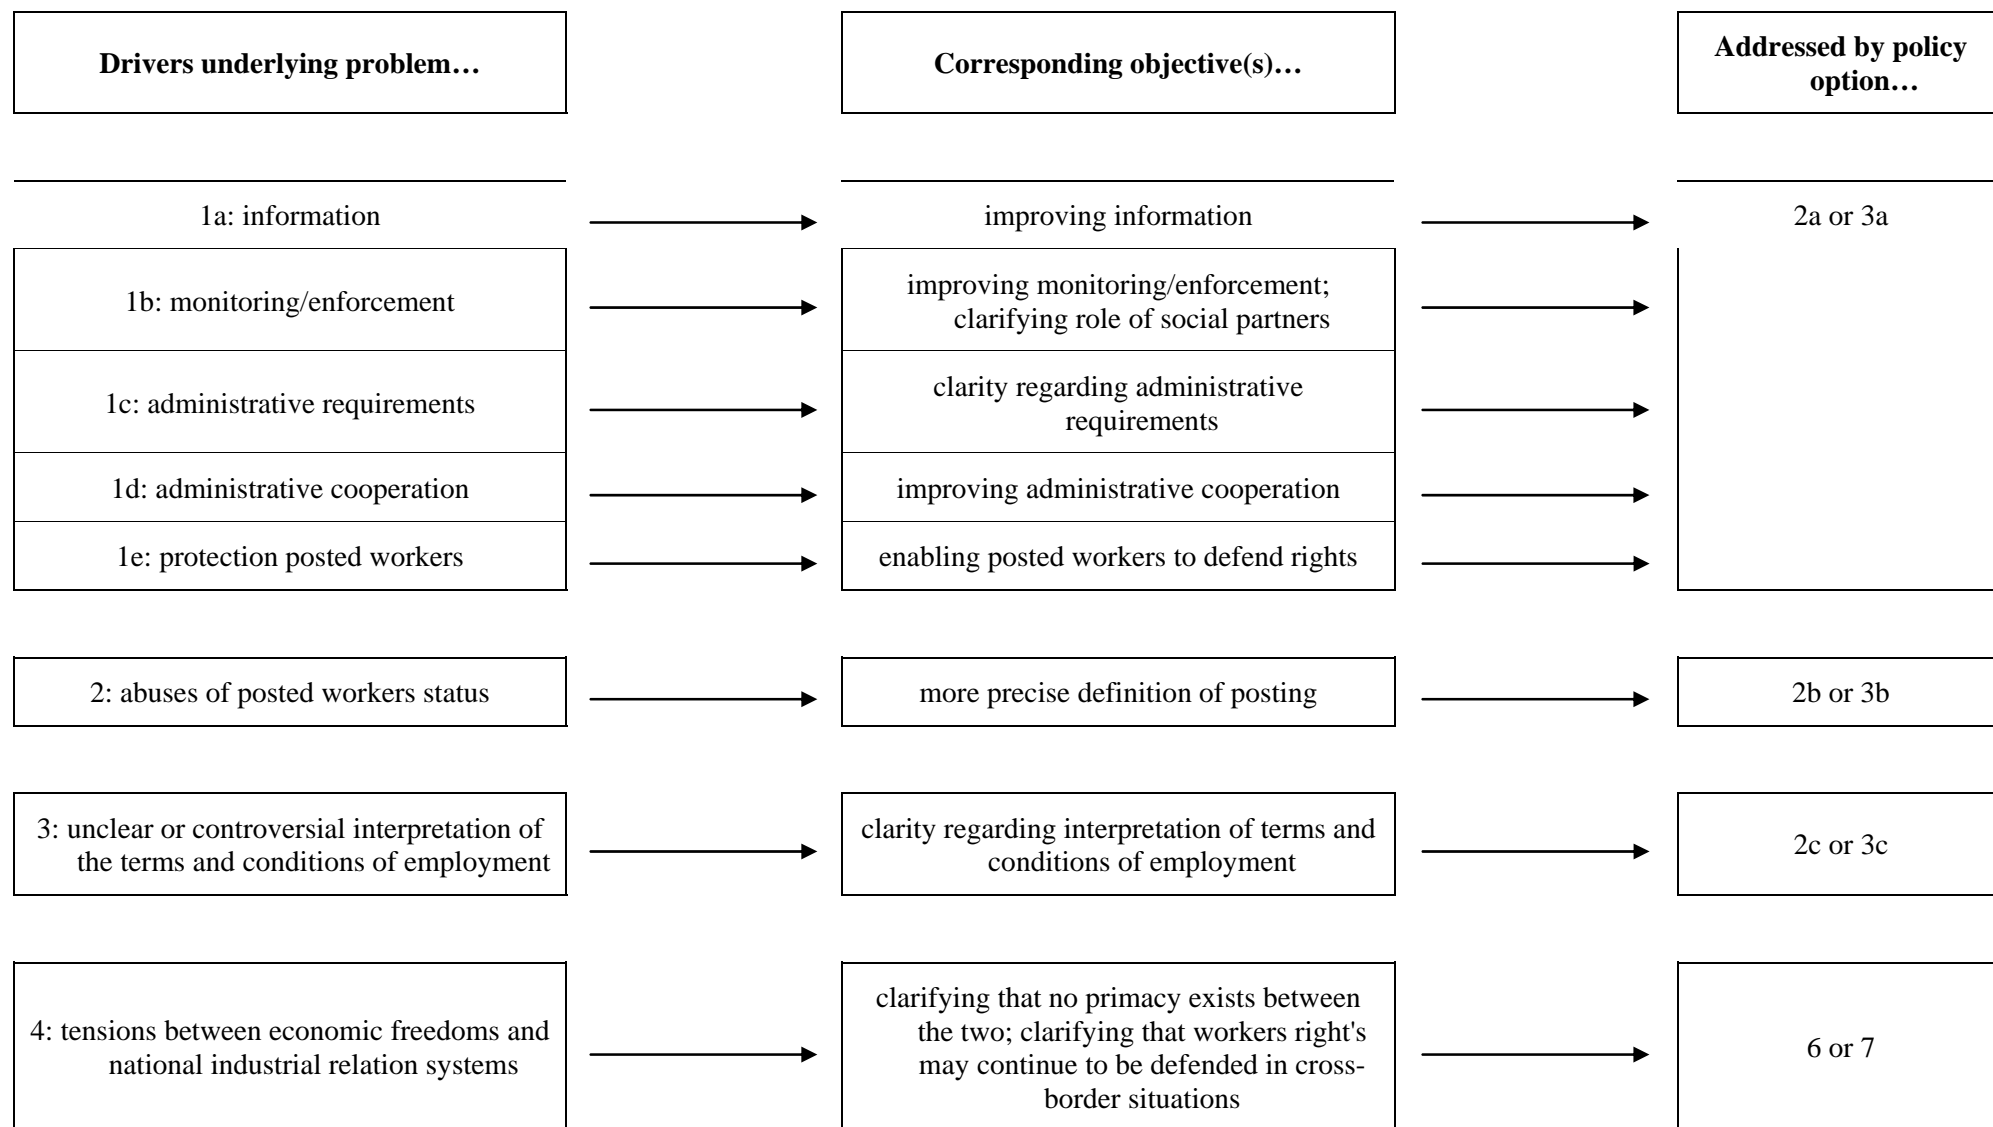 Drivers underlying problem…
Corresponding objective(s)…
Addressed by policy
option…
1a: information
improving information
2a or 3a
1b: monitoring/enforcement
improving monitoring/enforcement;
clarifying role of social partners
1c: administrative requirements
clarity regarding administrative
requirements
1d: administrative cooperation
improving administrative cooperation
1e: protection posted workers
enabling posted workers to defend rights
2: abuses of posted workers status
more precise definition of posting
2b or 3b
3: unclear or controversial interpretation of
the terms and conditions of employment
clarity regarding interpretation of terms and
conditions of employment
2c or 3c
4: tensions between economic freedoms and
national industrial relation systems
clarifying that no primacy exists between
the two; clarifying that workers right's
may continue to be defended in cross-
border situations
6 or 7